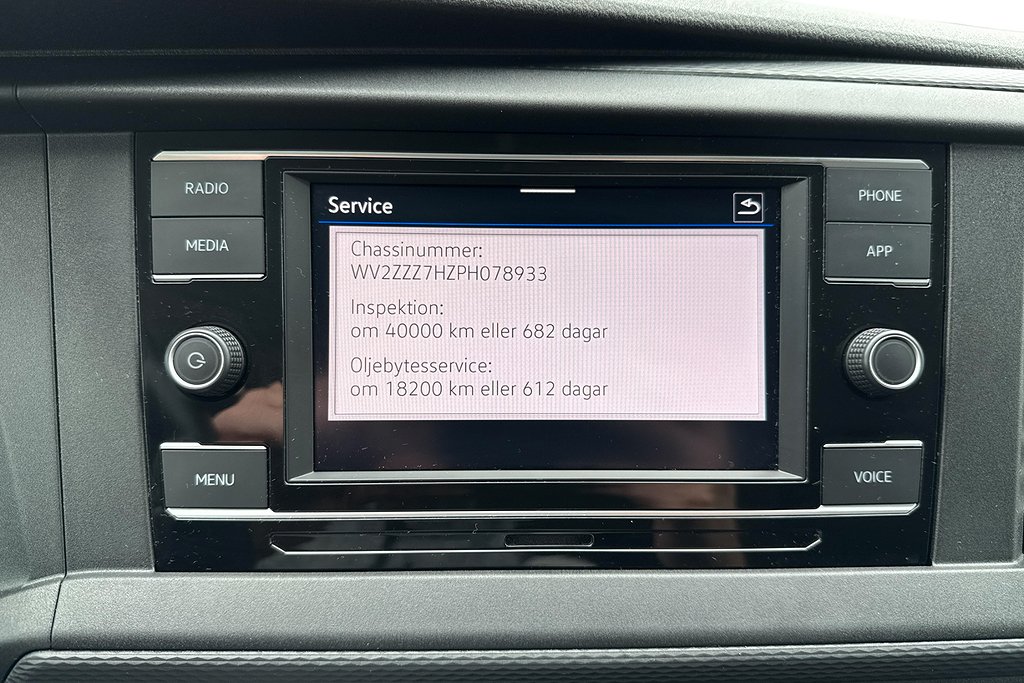 RADIO
MEDIA
MENU
Service
Chassinummer:
WV2ZZZ7HZPH078933
Inspektion:
om 40000 km eller 682 dagar
Oljebytesservice:
om 18200 km eller 612 dagar
PHONE
APP
VOICE